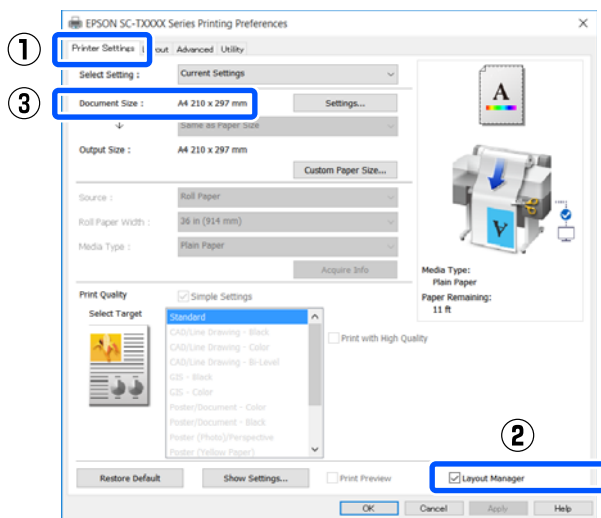 EPSON SC-TXXXX Series Printing Preferences
①
Printer Settings Layout Advanced Utility
Select Setting : Current Settings
③
Document Size : A4 210 x 297 mm Settings...
Same as Paper Size
Output Size : A4 210 x 297 mm
Custom Paper Size...
Source : Roll Paper
Roll Paper Width : 36 in (914 mm)
Media Type : Plain Paper
Acquire Info
A
A
Media Type:
Plain Paper
Paper Remaining:
11 ft
Print Quality Simple Settings
Select Target
Standard
CAD/Line Drawing - Black
CAD/Line Drawing - Color
CAD/Line Drawing - Bi-Level
GIS - Black
GIS - Color
Poster/Document - Color
Poster/Document - Black
Poster (Photo)/Perspective
Poster (Yellow Paper)
Print with High Quality
②
Restore Default Show Settings... Print Preview Layout Manager
OK Cancel Apply Help